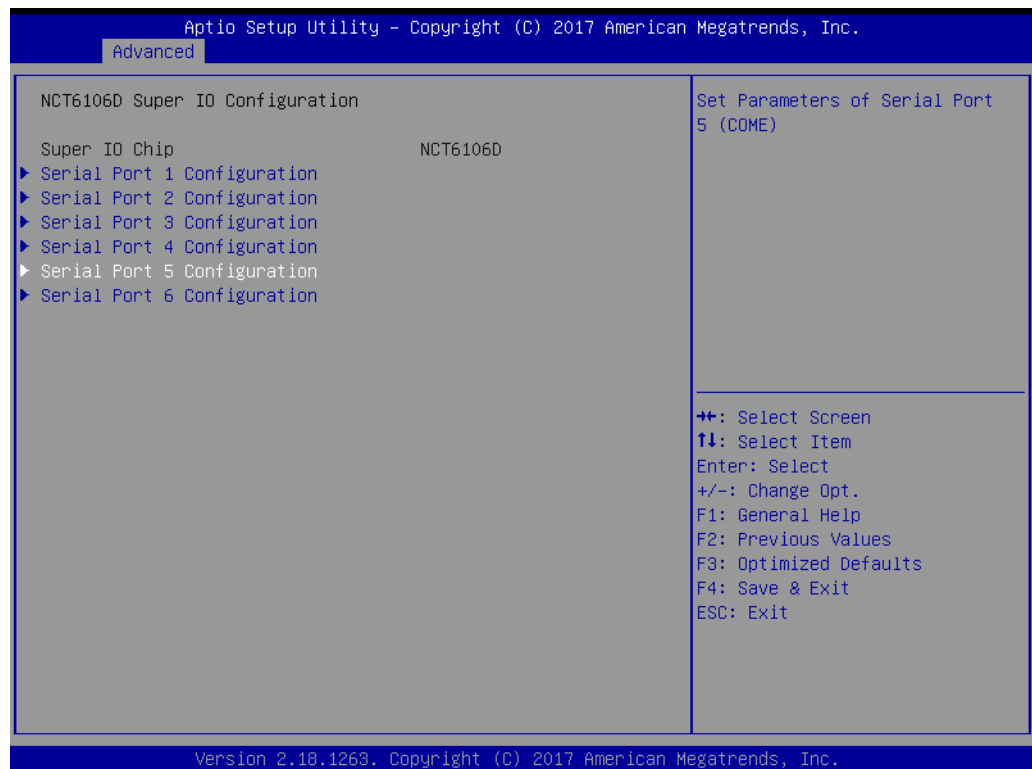 Aptio Setup Utility – Copyright (C) 2017 American Megatrends, Inc.
Advanced
NCT6106D Super IO Configuration
Super IO Chip NCT6106D
▶ Serial Port 1 Configuration
▶ Serial Port 2 Configuration
▶ Serial Port 3 Configuration
▶ Serial Port 4 Configuration
▶ Serial Port 5 Configuration
▶ Serial Port 6 Configuration
Set Parameters of Serial Port
5 (COME)
→←: Select Screen
↑↓: Select Item
Enter: Select
+/-: Change Opt.
F1: General Help
F2: Previous Values
F3: Optimized Defaults
F4: Save & Exit
ESC: Exit
Version 2.18.1263. Copyright (C) 2017 American Megatrends, Inc.